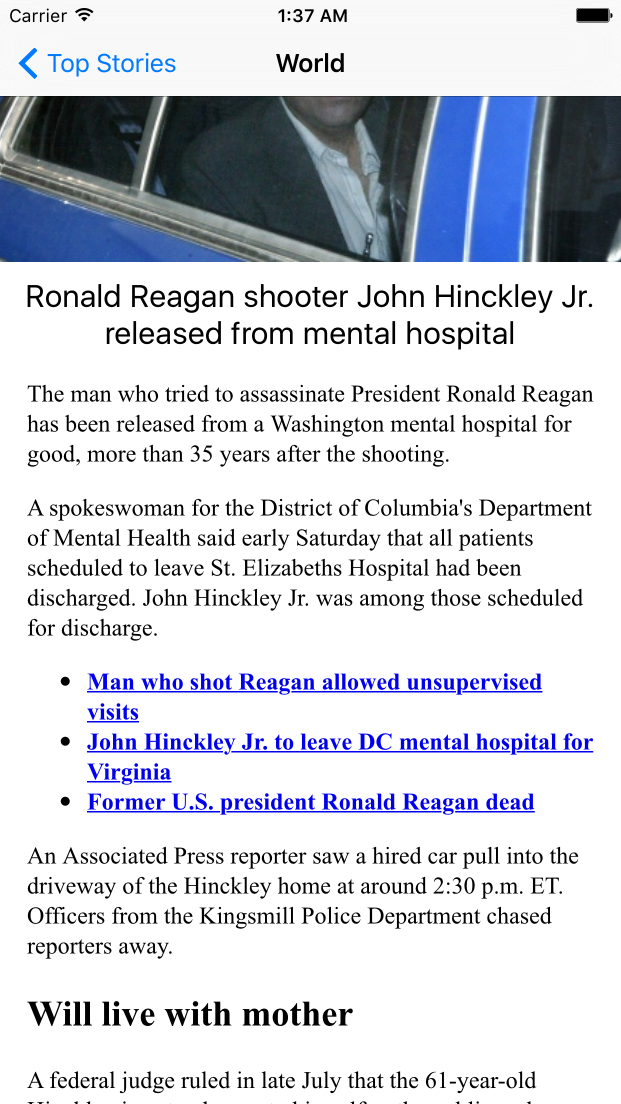 Carrier 1:37 AM
Top Stories World
Ronald Reagan shooter John Hinckley Jr.
released from mental hospital
The man who tried to assassinate President Ronald Reagan
has been released from a Washington mental hospital for
good, more than 35 years after the shooting.
A spokeswoman for the District of Columbia's Department
of Mental Health said early Saturday that all patients
scheduled to leave St. Elizabeths Hospital had been
discharged. John Hinckley Jr. was among those scheduled
for discharge.
Man who shot Reagan allowed unsupervised
visits
John Hinckley Jr. to leave DC mental hospital for
Virginia
Former U.S. president Ronald Reagan dead
An Associated Press reporter saw a hired car pull into the
driveway of the Hinckley home at around 2:30 p.m. ET.
Officers from the Kingsmill Police Department chased
reporters away.
Will live with mother
A federal judge ruled in late July that the 61-year-old